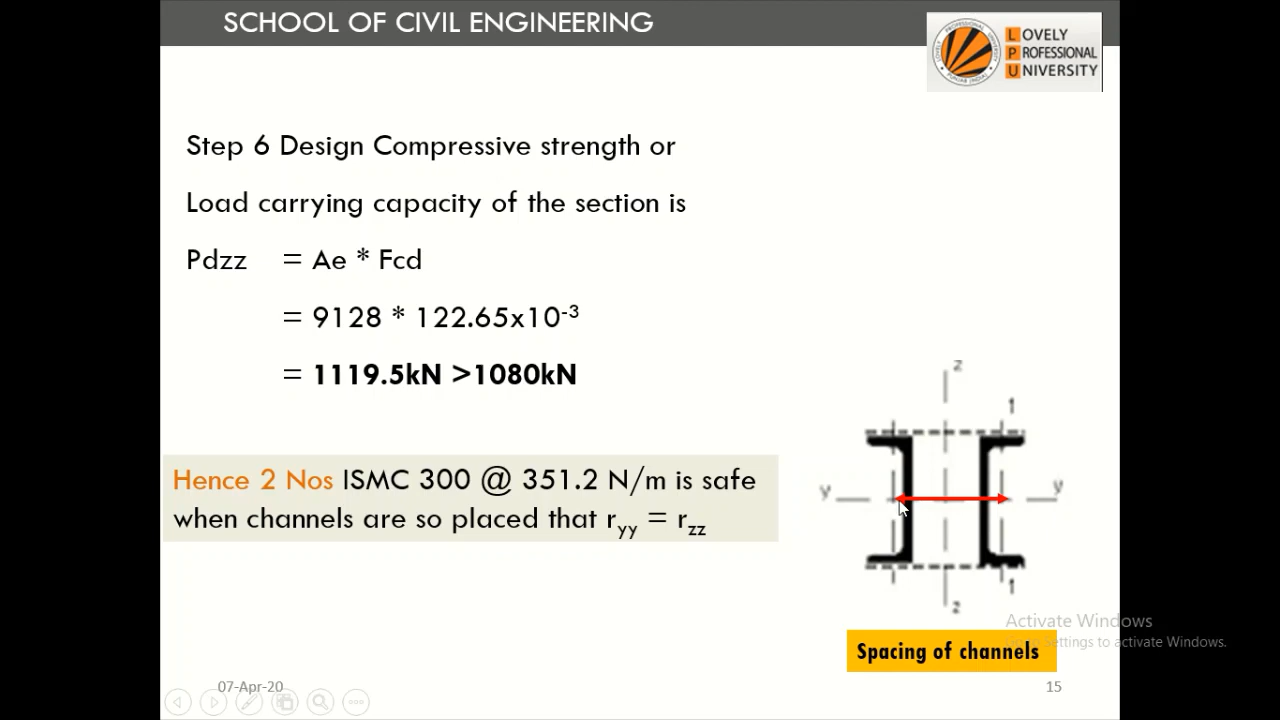 SCHOOL OF CIVIL ENGINEERING
LOVELY
PROFESSIONAL
UNIVERSITY
Step 6 Design Compressive strength or
Load carrying capacity of the section is
Pdzz = Ae * Fcd
= 9128 * 122.65x10-3
= 1119.5kN >1080kN
Hence 2 Nos ISMC 300 @ 351.2 N/m is safe
when channels are so placed that ryy = rzz
z
1
y y
1
z
Spacing of channels
Activate Windows
Go to Settings to activate Windows.
07-Apr-20
15